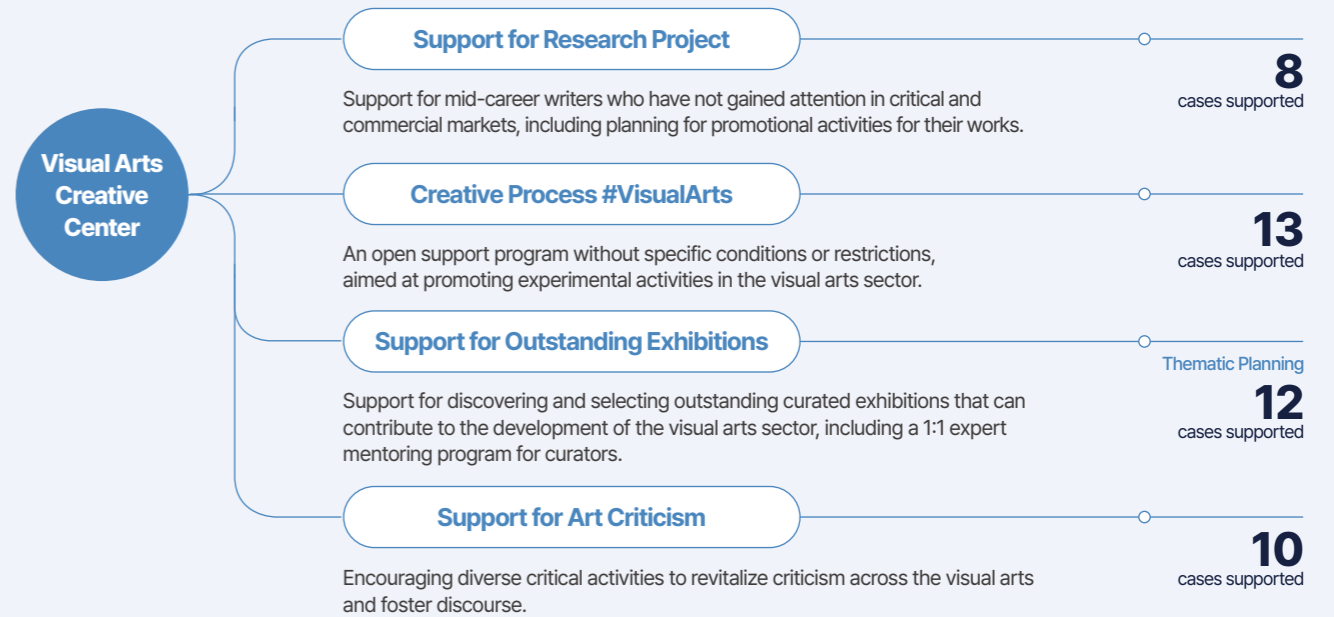 Visual Arts
Creative
Center
Support for Research Project
Support for mid-career writers who have not gained attention in critical and
commercial markets, including planning for promotional activities for their works.
8
cases supported
Creative Process #VisualArts
An open support program without specific conditions or restrictions,
aimed at promoting experimental activities in the visual arts sector.
13
cases supported
Support for Outstanding Exhibitions
Support for discovering and selecting outstanding curated exhibitions that can
contribute to the development of the visual arts sector, including a 1:1 expert
mentoring program for curators.
Thematic Planning
12
cases supported
Support for Art Criticism
Encouraging diverse critical activities to revitalize criticism across the visual arts
and foster discourse.
10
cases supported